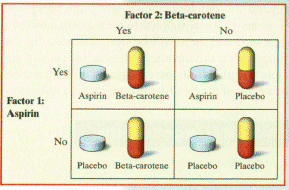 Factor 2: Beta-carotene
Yes No
Yes
Aspirin Beta-carotene Aspirin Placebo
Factor 1:
Aspirin
No
Placebo Beta-carotene Placebo Placebo